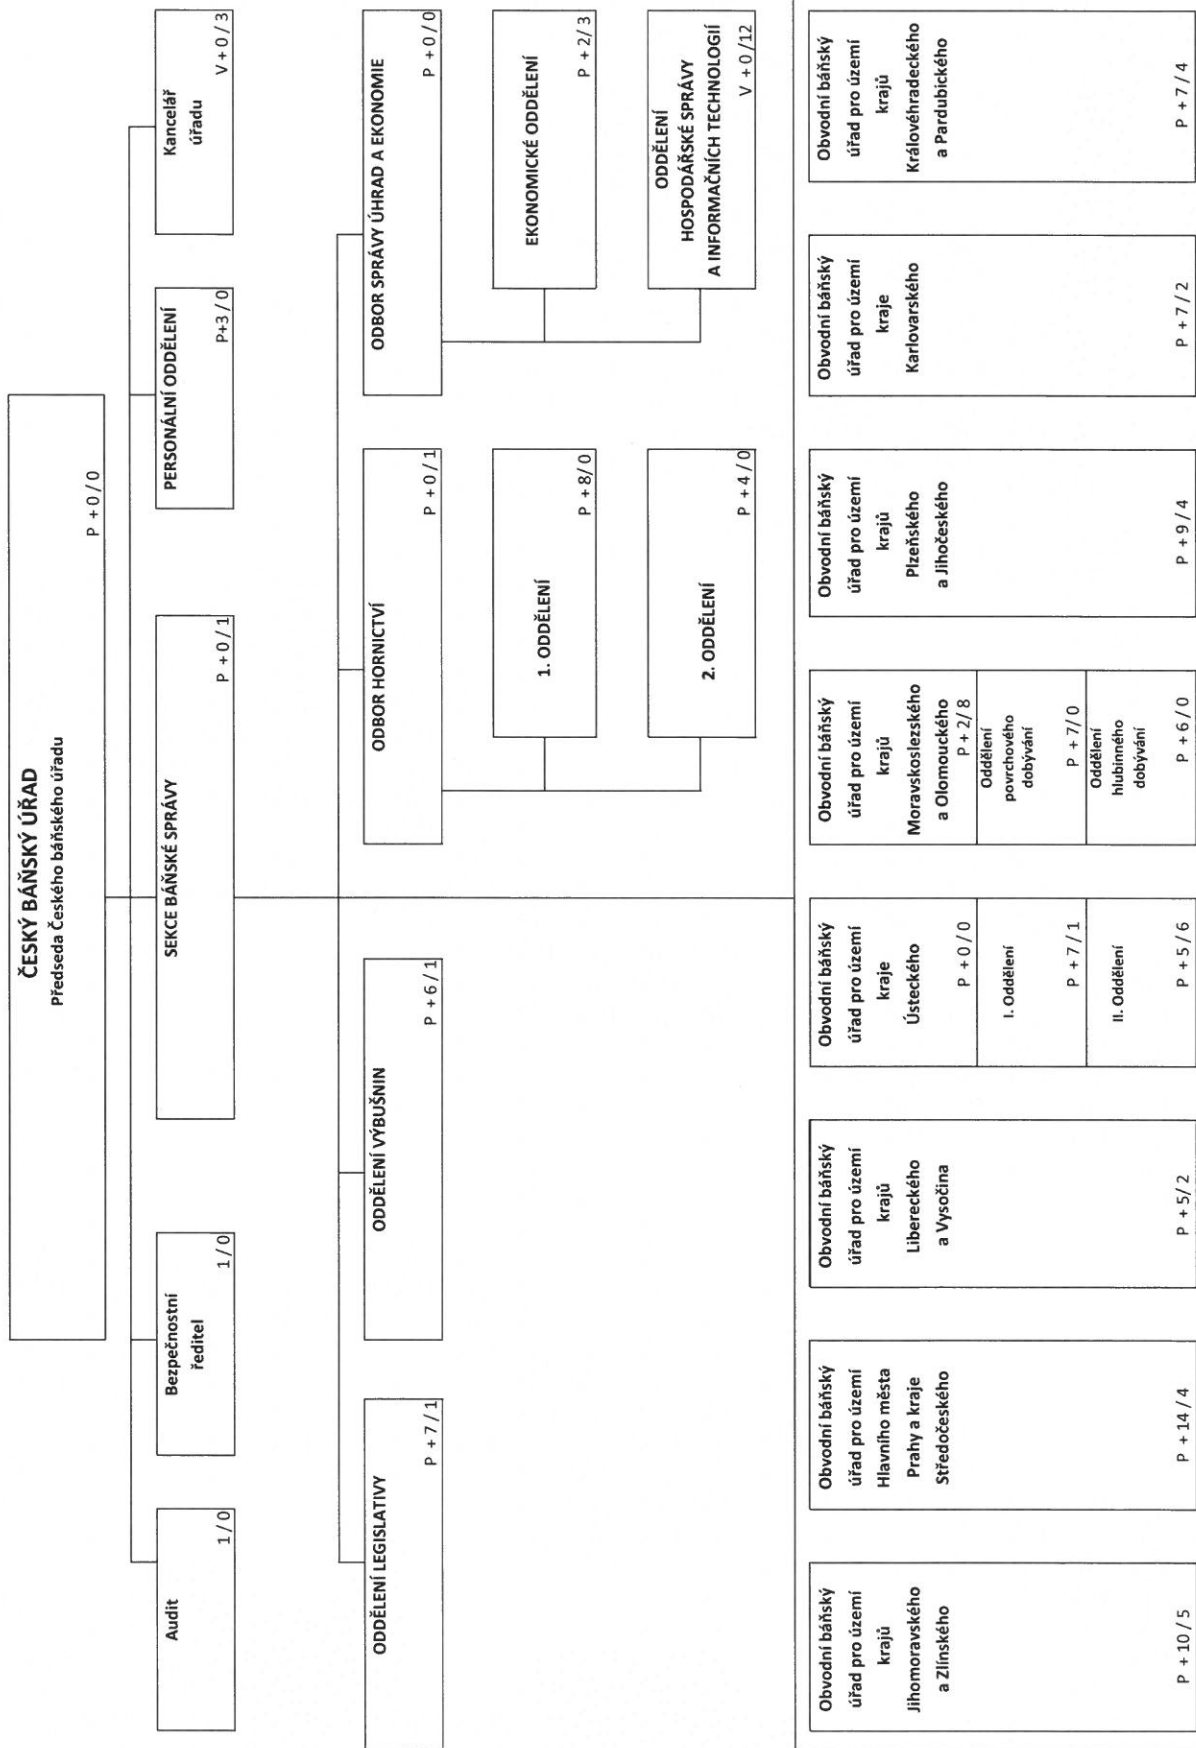 ČESKÝ BÁŇSKÝ ÚŘAD
Předseda Českého báňského úřadu
P + 0 / 0
Audit
1 / 0
Bezpečnostní
ředitel
1 / 0
SEKCE BÁŇSKÉ SPRÁVY
P + 0 / 1
PERSONÁLNÍ ODDĚLENÍ
P+3 / 0
Kancelář
úřadu
V + 0 / 3
ODDĚLENÍ LEGISLATIVY
P + 7 / 1
ODDĚLENÍ VÝBUŠNIN
P + 6 / 1
ODBOR HORNICTVÍ
P + 0 / 1
1. ODDĚLENÍ
P + 8/ 0
2. ODDĚLENÍ
P + 4 / 0
ODBOR SPRÁVY ÚHRAD A EKONOMIE
P + 0 / 0
EKONOMICKÉ ODDĚLENÍ
P + 2/ 3
ODDĚLENÍ
HOSPODÁŘSKÉ SPRÁVY
A INFORMAČNÍCH TECHNOLOGIÍ
V + 0 /12
Obvodní báňský
úřad pro území
krajů
Jihomoravského
a Zlínského
P + 10/ 5
Obvodní báňský
úřad pro území
Hlavního města
Prahy a kraje
Středočeského
P + 14 / 4
Obvodní báňský
úřad pro území
krajů
Libereckého
a Vysočina
P + 5/ 2
Obvodní báňský
úřad pro území
kraje
Ústeckého
P + 0 / 0
I. Oddělení
P + 7 / 1
II. Oddělení
P + 5 / 6
Obvodní báňský
úřad pro území
krajů
Moravskoslezského
a Olomouckého
P + 2/ 8
Oddělení
povrchového
dobývání
P + 7/ 0
Oddělení
hlubinného
dobývání
P + 6 / 0
Obvodní báňský
úřad pro území
krajů
Plzeňského
a Jihočeského
P + 9 / 4
Obvodní báňský
úřad pro území
kraje
Karlovarského
P + 7 / 2
Obvodní báňský
úřad pro území
krajů
Královéhradeckého
a Pardubického
P + 7 / 4